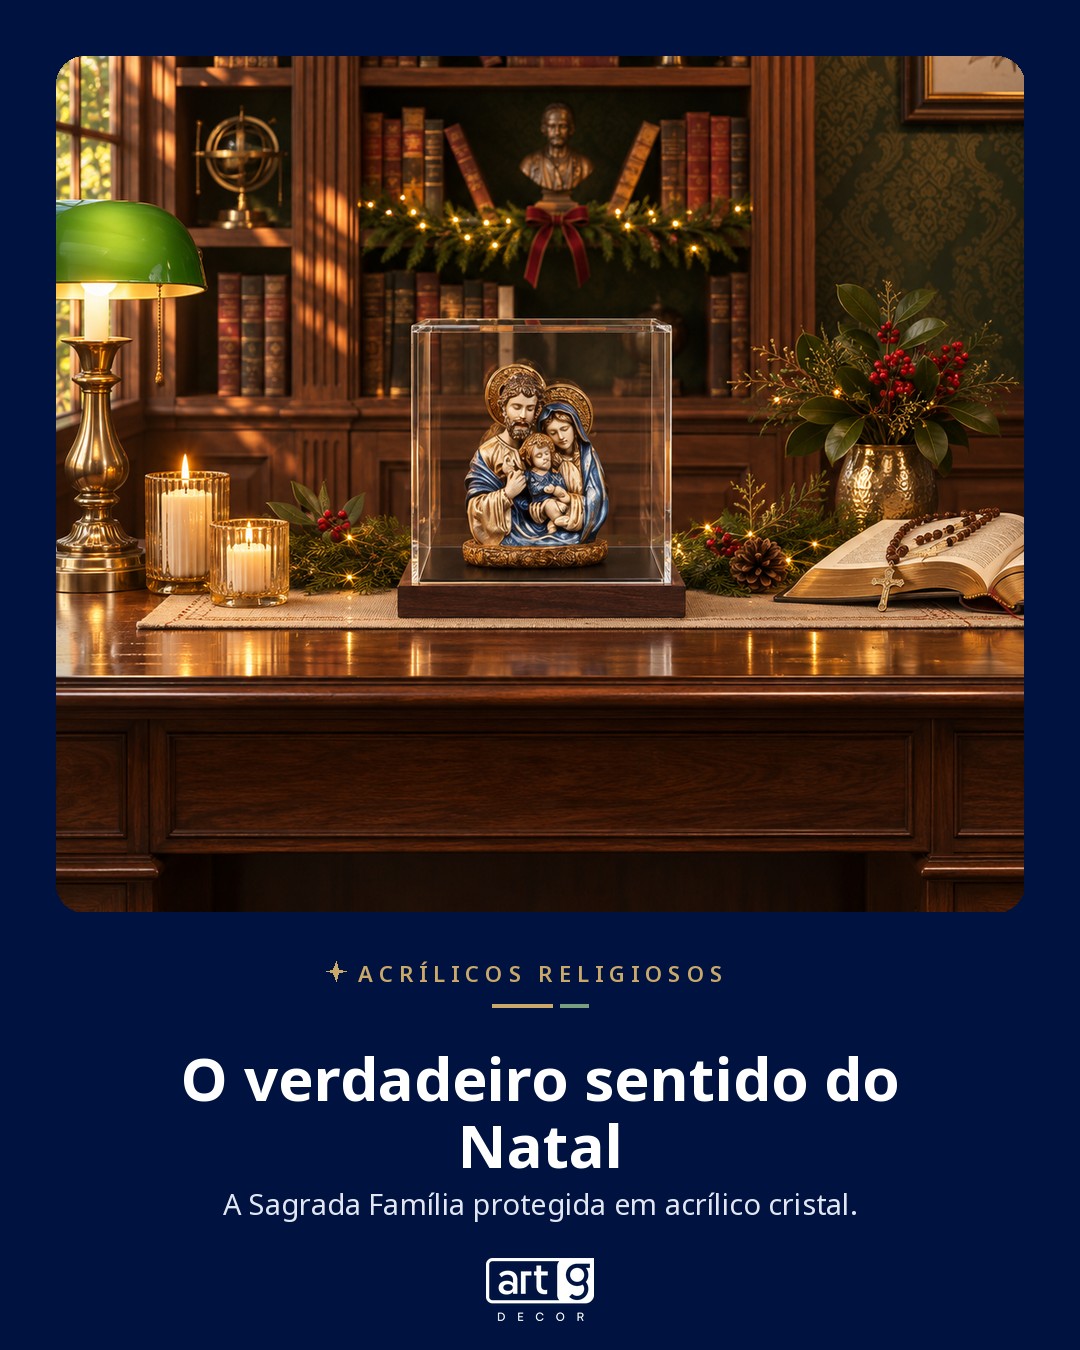 ACRÍLICOS RELIGIOSOS
O verdadeiro sentido do
Natal
A Sagrada Família protegida em acrílico cristal.
art g
DECOR